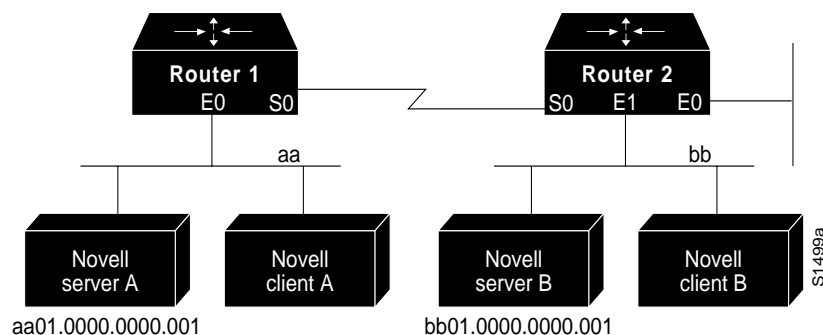 Router 1
E0
S0
Router 2
S0
E1
E0
aa
bb
Novell
server A
Novell
client A
Novell
server B
Novell
client B
aa01.0000.0000.001
bb01.0000.0000.001
S1499a